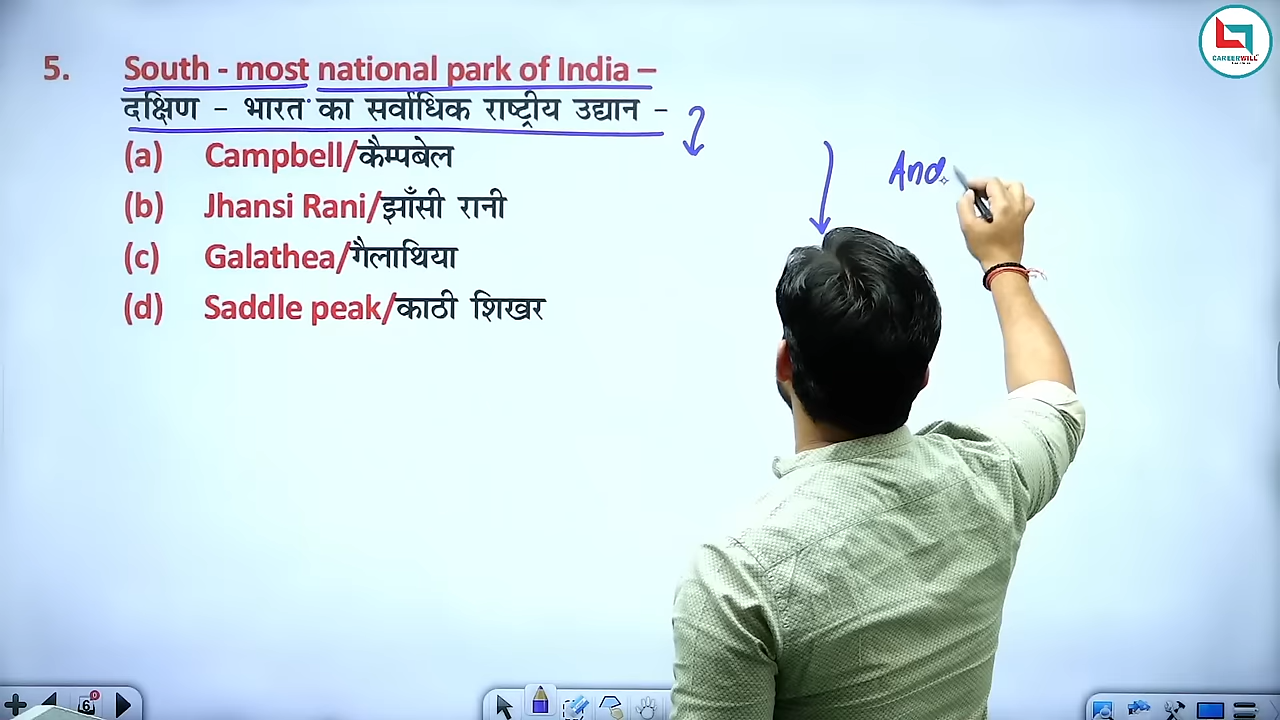 CAREERWILL
5. South - most national park of India –
दक्षिण - भारत का सर्वाधिक राष्ट्रीय उद्यान -
And
(a) Campbell/कैम्पबेल
(b) Jhansi Rani/झाँसी रानी
(c) Galathea/गैलाथिया
(d) Saddle peak/काठी शिखर
6